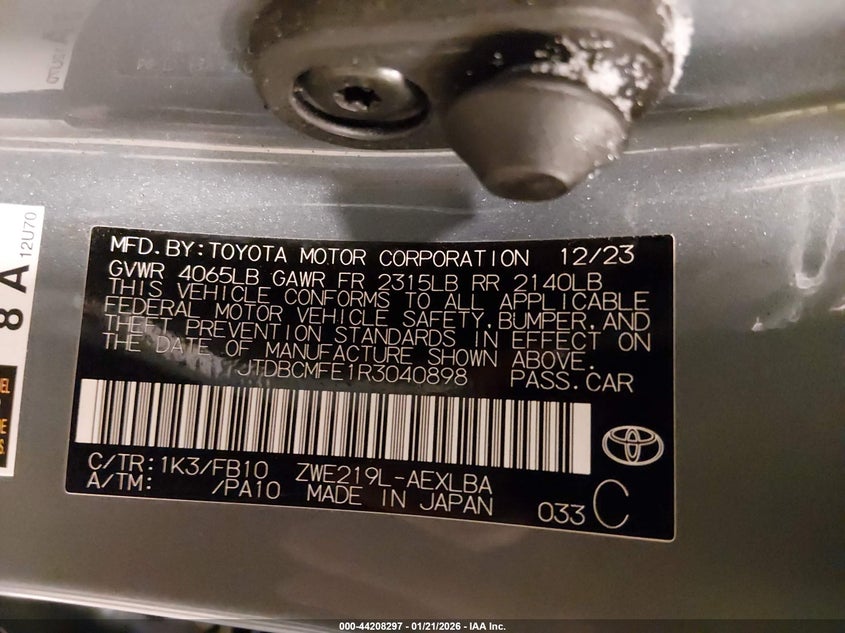 MFD.BY:TOYOTA MOTOR CORPORATION 12/23
GVWR 4065LB GAWR FR 2315LB RR 2140LB
THIS VEHICLE CONFORMS TO ALL APPLICABLE
FEDERAL MOTOR VEHICLE SAFETY, BUMPER, AND
THEFT PREVENTION STANDARDS IN EFFECT ON
THE DATE OF MANUFACTURE SHOWN ABOVE.
JTDBCMFE1R3040898 PASS.CAR
C/TR:1K3/FB10 ZWE219L-AEXLBA
A/TM: /PA10 MADE IN JAPAN 033 C
8 A
12U70
000-44208297 - 01/21/2026 - IAA Inc.